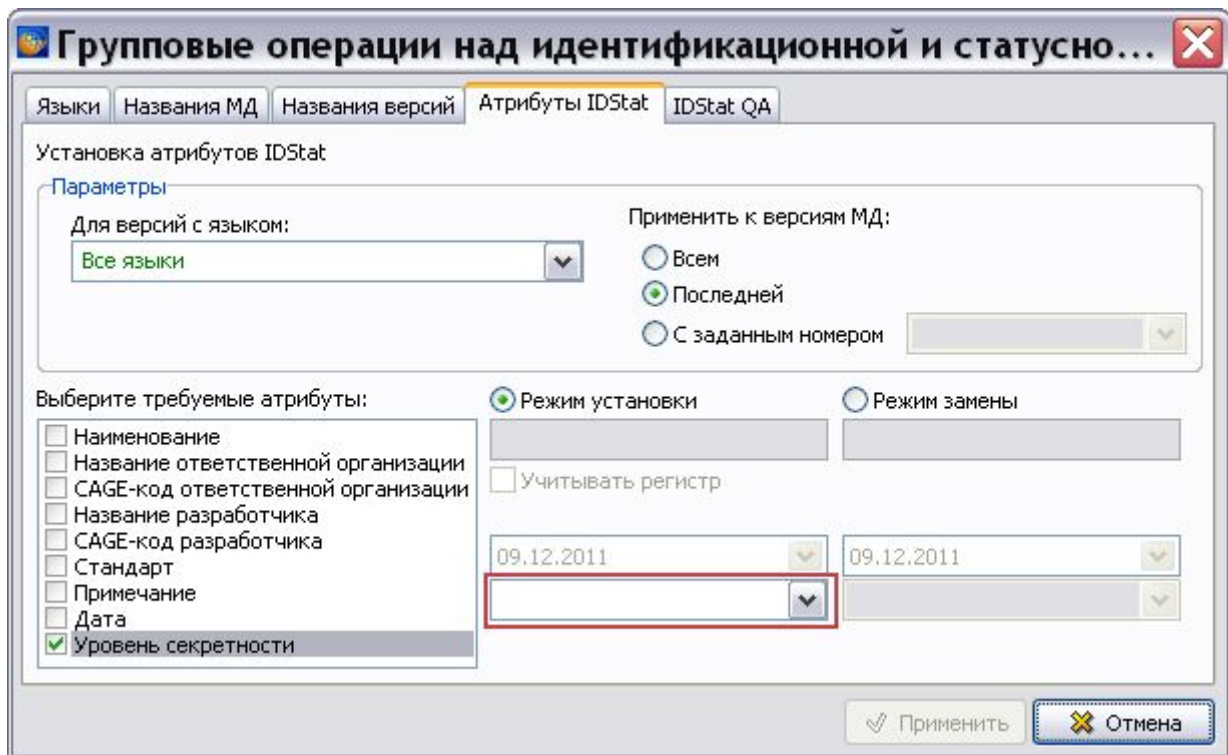 Групповые операции над идентификационной и статусно...
Языки Названия МД Названия версий Атрибуты IDStat IDStat QA
Установка атрибутов IDStat
Параметры
Для версий с языком:
Применить к версиям МД:
Все языки
Всем
Последней
С заданным номером
Выберите требуемые атрибуты:
Режим установки
Режим замены
Наименование
Название ответственной организации
CAGE-код ответственной организации
Название разработчика
CAGE-код разработчика
Стандарт
Примечание
Дата
Уровень секретности
Учитывать регистр
09.12.2011
09.12.2011
Применить
Отмена